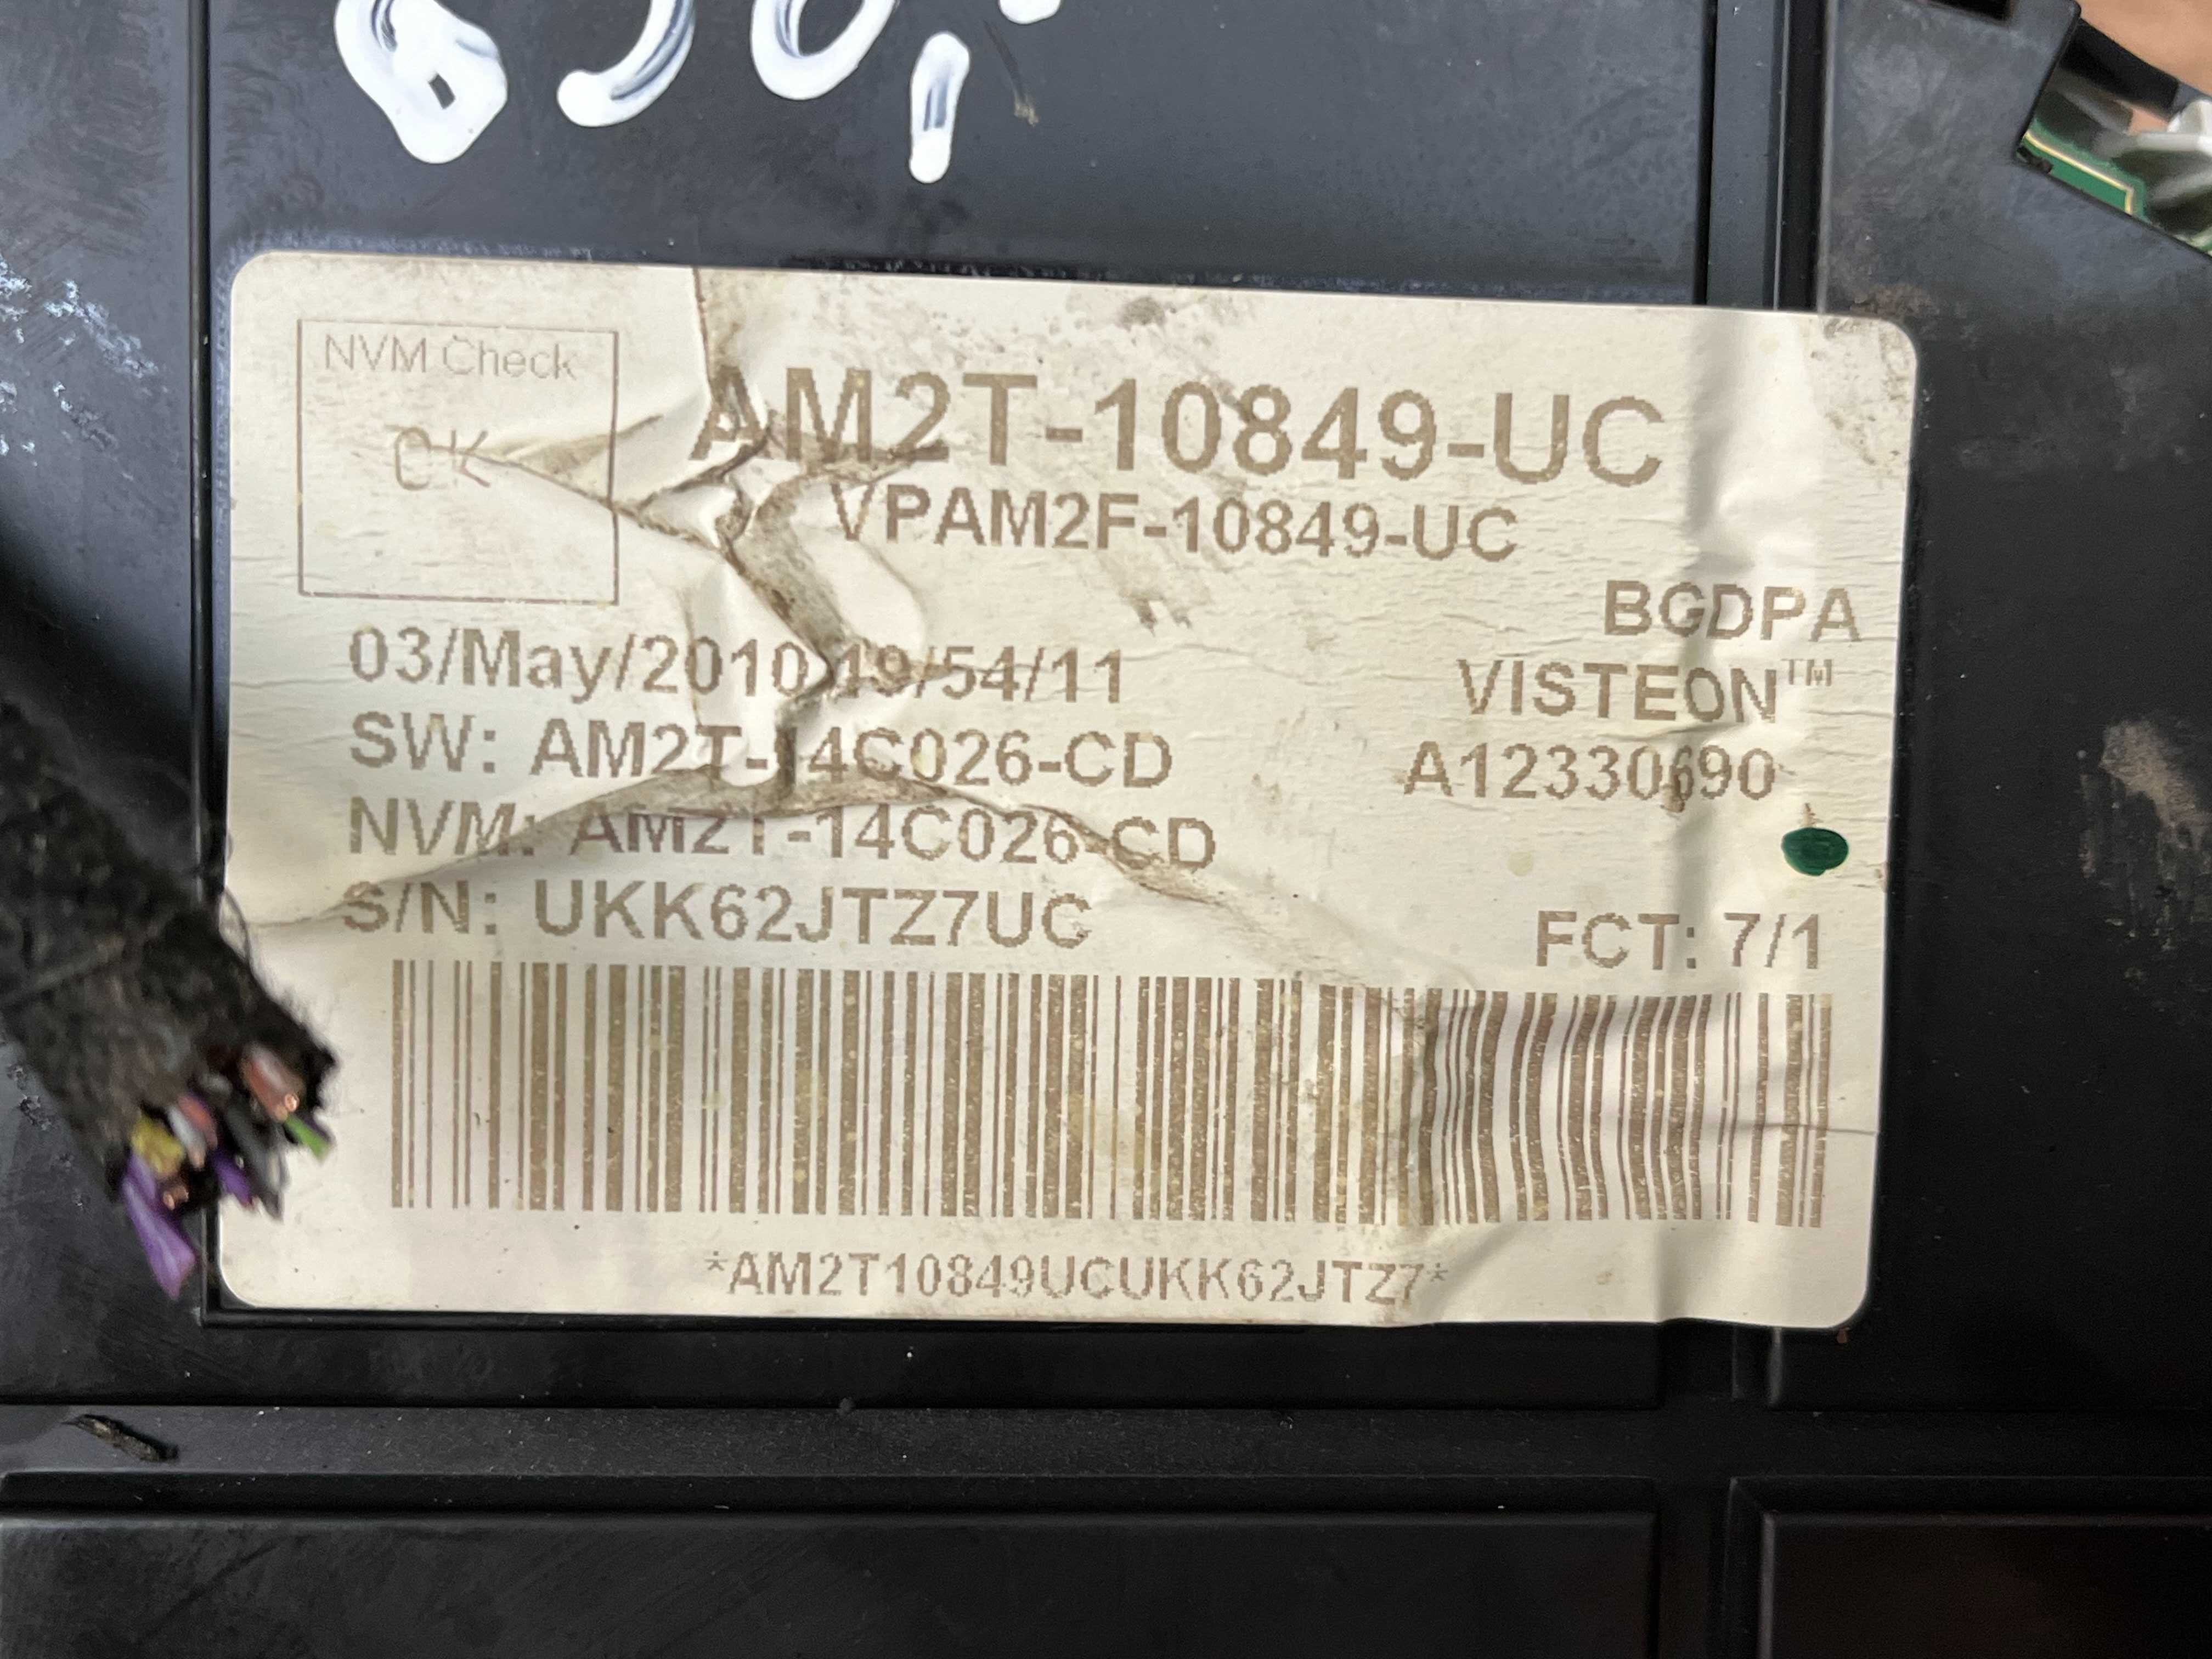 NVM Check
OK
AM2T-10849-UC
VPAM2F-10849-UC
BGDPA
03/May/2010 19/54/11
VISTEON™
SW: AM2T-14C026-CD
A12330690
NVM: AM2T-14C026-CD
S/N: UKK62JTZ7UC
FCT: 7/1
*AM2T10849UCUKK62JTZ7*